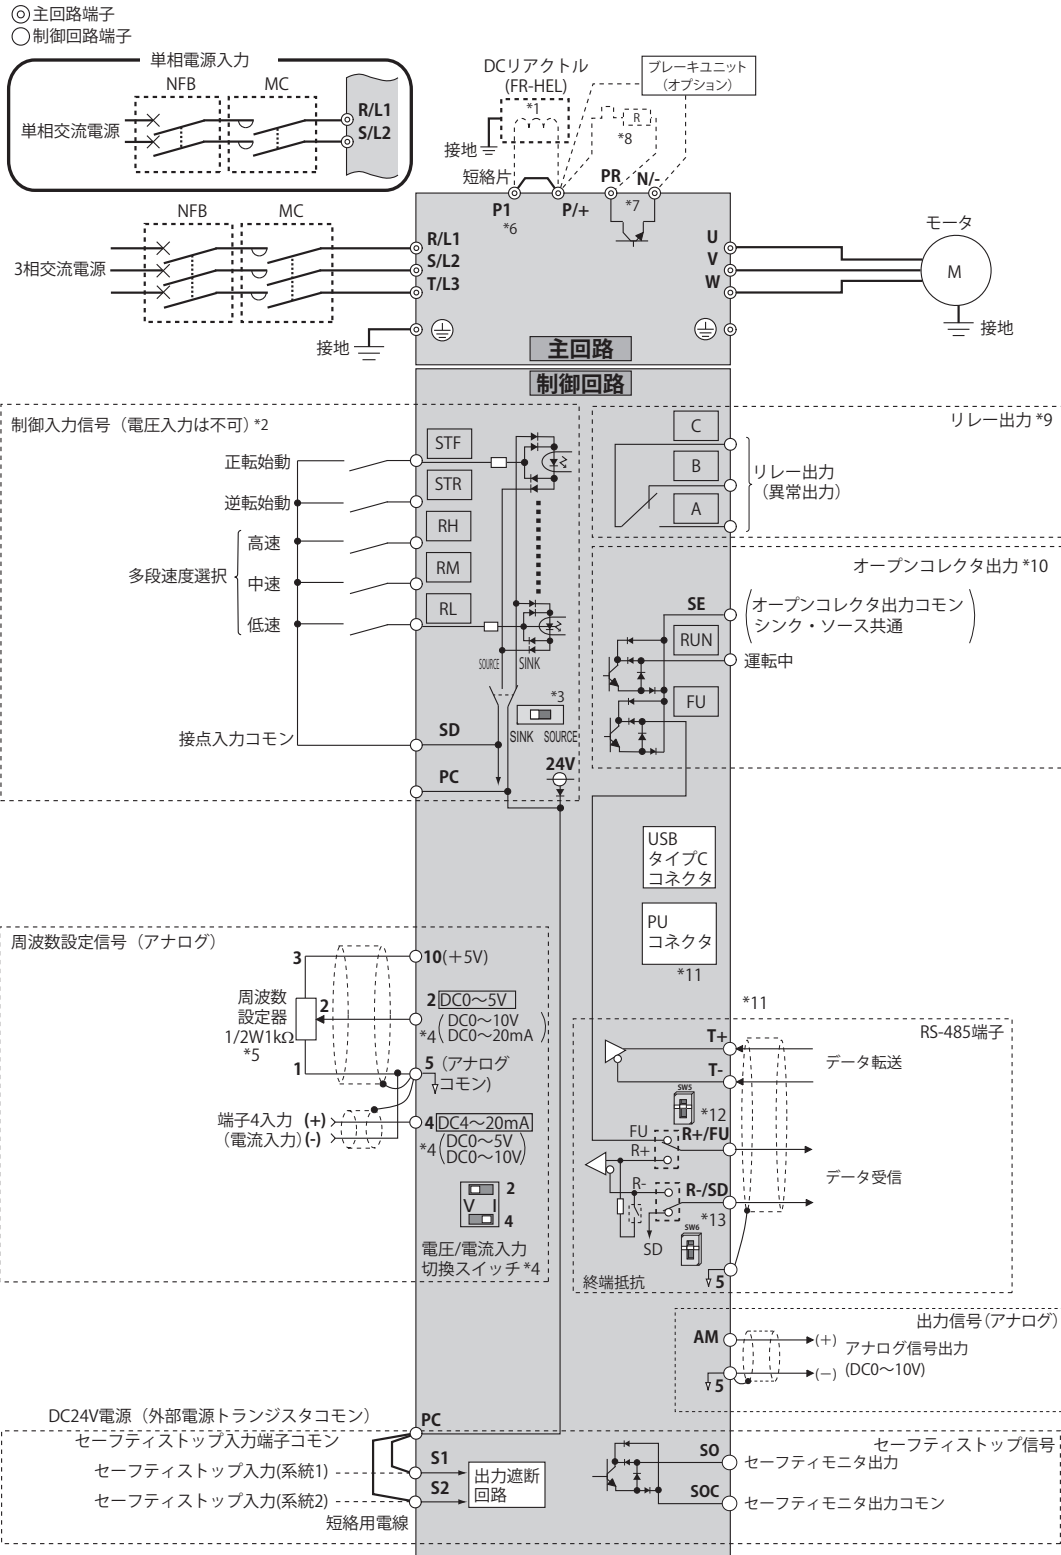 主回路端子
制御回路端子
単相電源入力
NFB
MC
単相交流電源
R/L1
S/L2
DCリアクトル
(FR-HEL)
*1
接地
短絡片
ブレーキユニット
(オプション)
R
*8
P1
*6
P/+
PR
*7
N/-
NFB
MC
3相交流電源
R/L1
S/L2
T/L3
接地
U
V
W
モータ
M
接地
主回路
制御回路
制御入力信号（電圧入力は不可）*2
正転始動
逆転始動
多段速度選択
高速
中速
低速
接点入力コモン
STF
STR
RH
RM
RL
SOURCE
SINK
*3
SINK
SOURCE
SD
PC
24V
リレー出力 *9
C
B
A
リレー出力
（異常出力）
オープンコレクタ出力 *10
SE
オープンコレクタ出力コモン
シンク・ソース共通
RUN
運転中
FU
USB
タイプC
コネクタ
PU
コネクタ
*11
周波数設定信号（アナログ）
3
10(＋5V)
周波数
設定器
1/2W1kΩ
*5
2
2 DC0～5V
*4
DC0～10V
DC0～20mA
1
5 (アナログ
コモン)
端子4入力 (+)
(電流入力) (-)
4 DC4～20mA
*4
DC0～5V
DC0～10V
2
V I
4
電圧/電流入力
切換スイッチ *4
*11
RS-485端子
T+
T-
データ転送
SW5
*12
FU
R+
R+/FU
R-
R-/SD
データ受信
*13
SW6
SD
終端抵抗
5
出力信号（アナログ）
AM
(+)
アナログ信号出力
(DC0～10V)
5
(－)
DC24V電源（外部電源トランジスタコモン）
セーフティストップ入力端子コモン
セーフティストップ入力(系統1)
セーフティストップ入力(系統2)
短絡用電線
PC
S1
S2
出力遮断
回路
セーフティストップ信号
SO
セーフティモニタ出力
SOC
セーフティモニタ出力コモン